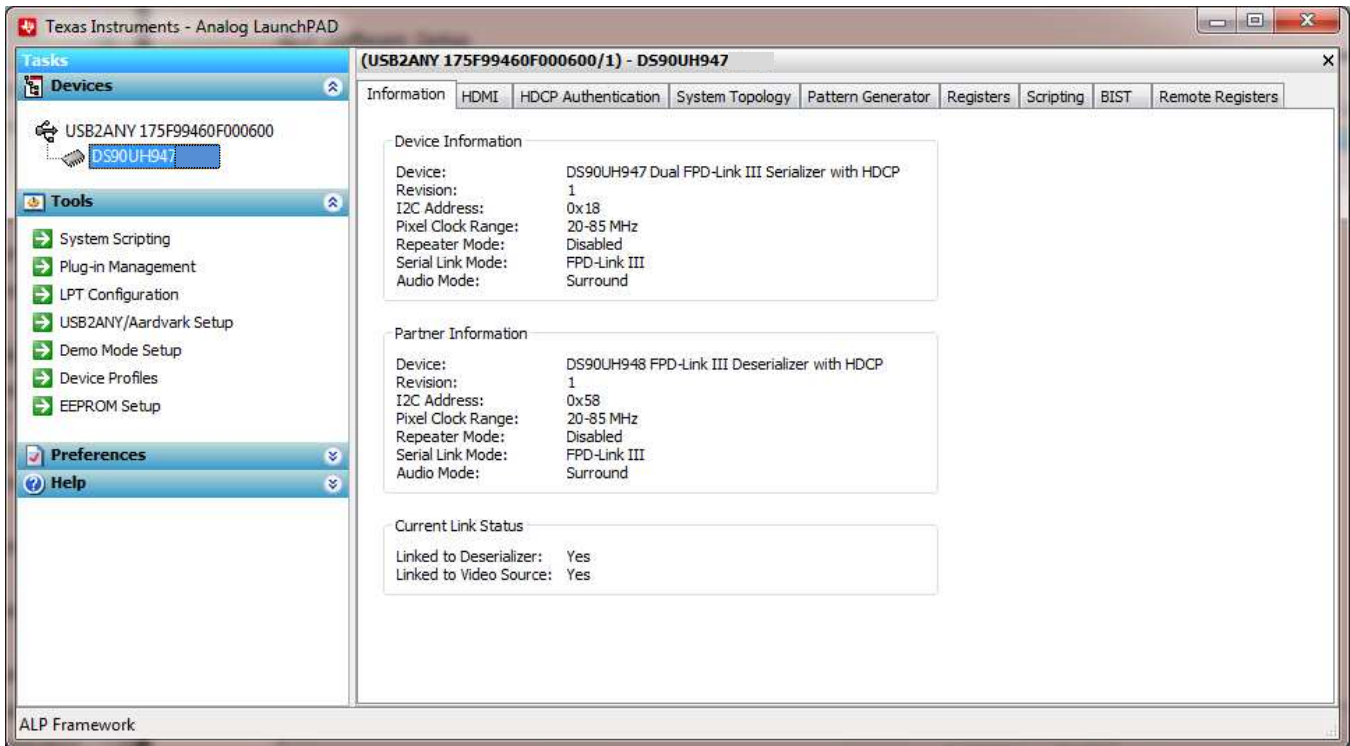 Texas Instruments - Analog LaunchPAD
Tasks
Devices
USB2ANY 175F99460F000600
DS90UH947
Tools
System Scripting
Plug-in Management
LPT Configuration
USB2ANY/Aardvark Setup
Demo Mode Setup
Device Profiles
EEPROM Setup
Preferences
Help
(USB2ANY 175F99460F000600/1) - DS90UH947
Information HDMI HDCP Authentication System Topology Pattern Generator Registers Scripting BIST Remote Registers
Device Information
Device: DS90UH947 Dual FPD-Link III Serializer with HDCP
Revision: 1
I2C Address: 0x18
Pixel Clock Range: 20-85 MHz
Repeater Mode: Disabled
Serial Link Mode: FPD-Link III
Audio Mode: Surround
Partner Information
Device: DS90UH948 FPD-Link III Deserializer with HDCP
Revision: 1
I2C Address: 0x58
Pixel Clock Range: 20-85 MHz
Repeater Mode: Disabled
Serial Link Mode: FPD-Link III
Audio Mode: Surround
Current Link Status
Linked to Deserializer: Yes
Linked to Video Source: Yes
ALP Framework